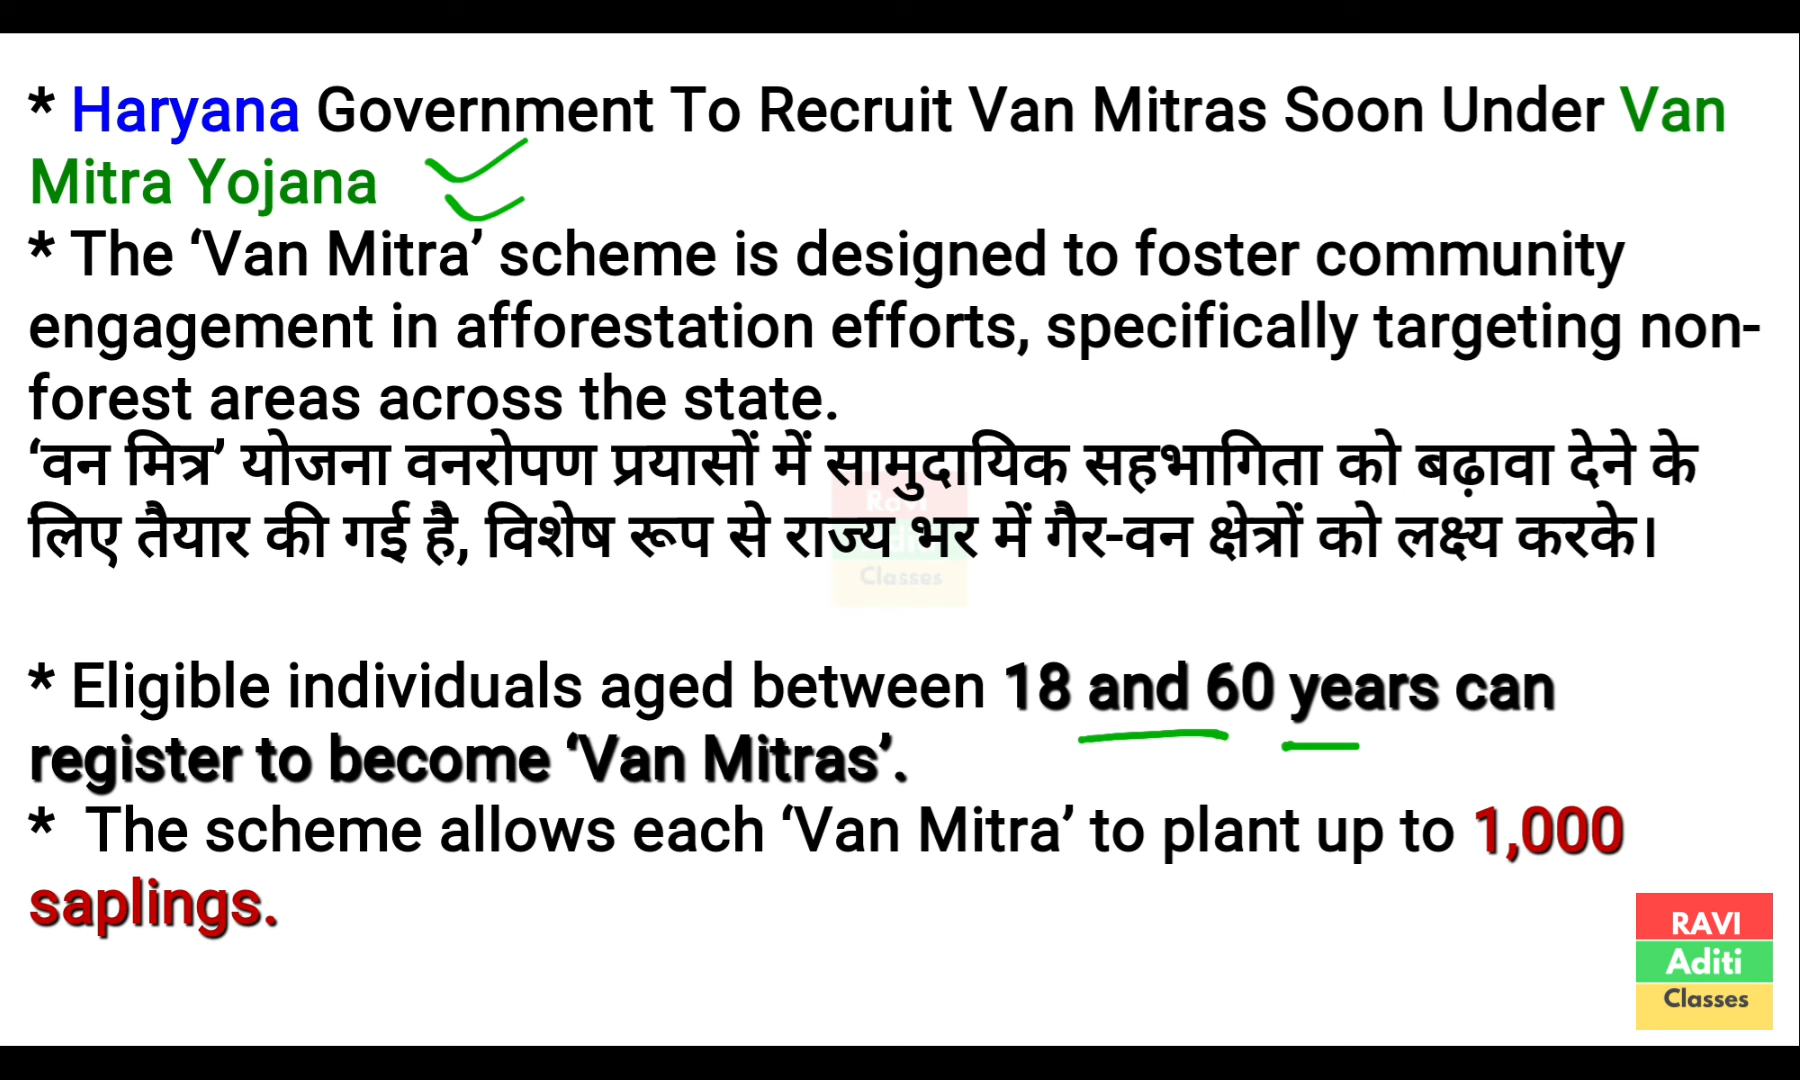 * Haryana Government To Recruit Van Mitras Soon Under Van
Mitra Yojana
* The ‘Van Mitra’ scheme is designed to foster community
engagement in afforestation efforts, specifically targeting non-
forest areas across the state.
‘वन मित्र’ योजना वनरोपण प्रयासों में सामुदायिक सहभागिता को बढ़ावा देने के
लिए तैयार की गई है, विशेष रूप से राज्य भर में गैर-वन क्षेत्रों को लक्ष्य करके।
Classes
* Eligible individuals aged between 18 and 60 years can
register to become ‘Van Mitras’.
* The scheme allows each ‘Van Mitra’ to plant up to 1,000
saplings.
RAVI
Aditi
Classes